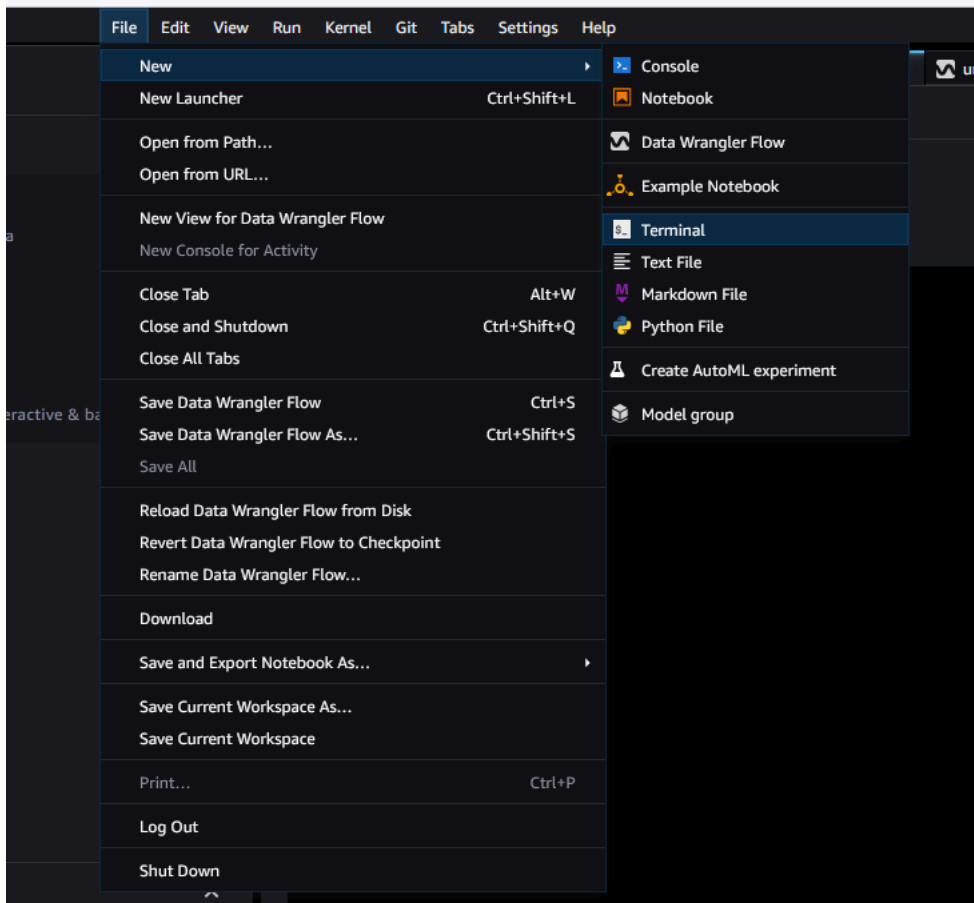 File Edit View Run Kernel Git Tabs Settings Help
New
New Launcher Ctrl+Shift+L
Open from Path...
Open from URL...
New View for Data Wrangler Flow
New Console for Activity
Close Tab Alt+W
Close and Shutdown Ctrl+Shift+Q
Close All Tabs
Save Data Wrangler Flow Ctrl+S
Save Data Wrangler Flow As... Ctrl+Shift+S
Save All
Reload Data Wrangler Flow from Disk
Revert Data Wrangler Flow to Checkpoint
Rename Data Wrangler Flow...
Download
Save and Export Notebook As...
Save Current Workspace As...
Save Current Workspace
Print... Ctrl+P
Log Out
Shut Down
Console
Notebook
Data Wrangler Flow
Example Notebook
$_ Terminal
Text File
M Markdown File
Python File
Create AutoML experiment
Model group
a
eractive & ba